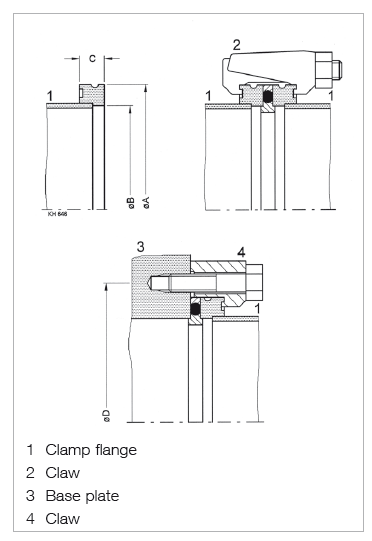 C
2
1
1
1
øB
øA
KH 646
3
4
1
øD
1 Clamp flange
2 Claw
3 Base plate
4 Claw